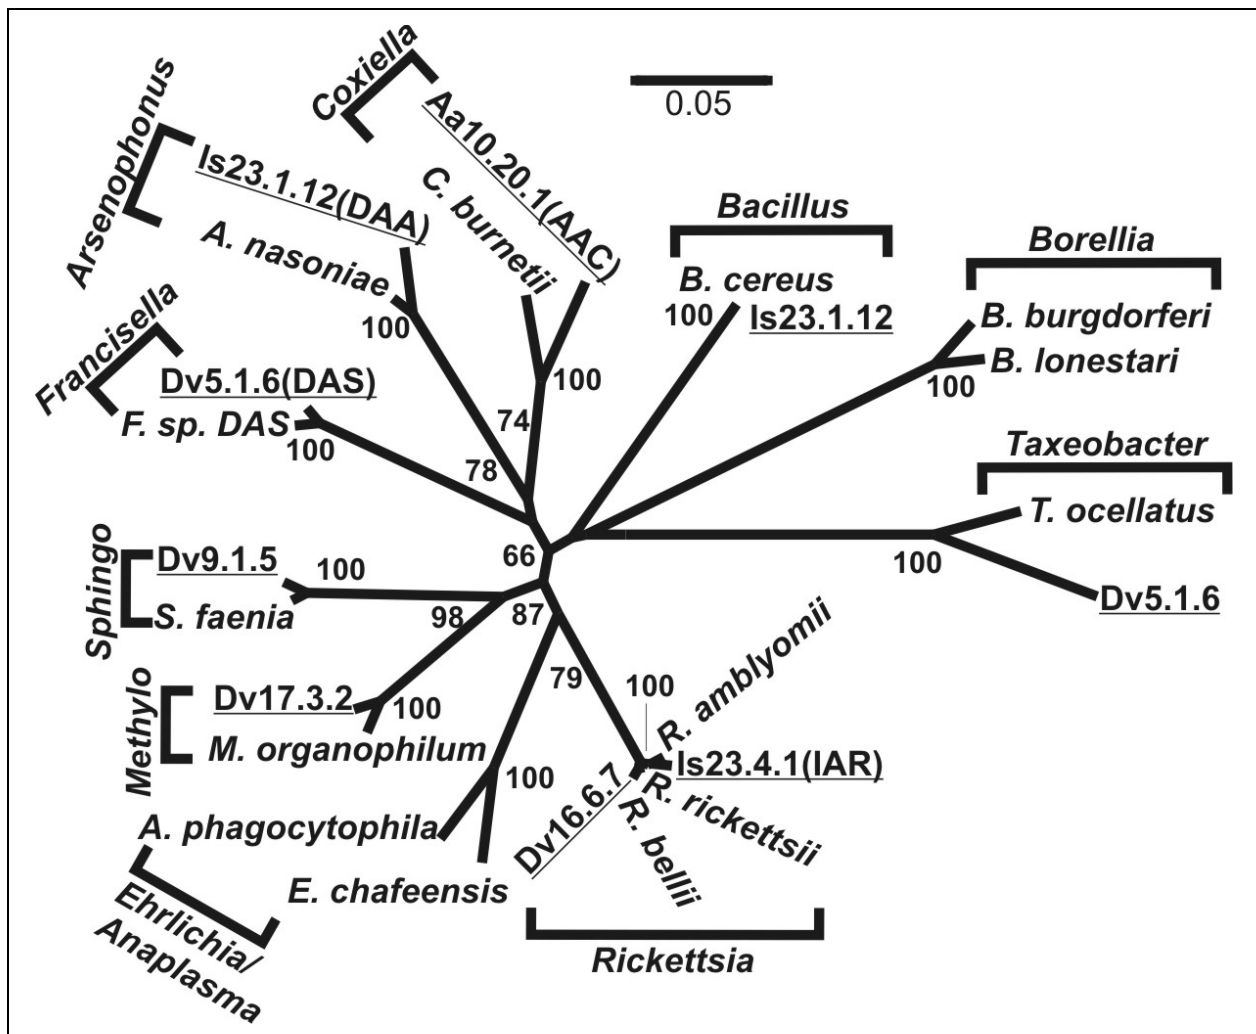 Coxiella
Aa10.20.1(AAC)
C. burnetii
0.05
Arsenophonus
Is23.1.12(DAA)
A. nasoniae
100
100
74
78
Bacillus
B. cereus
100
Is23.1.12
Borellia
B. burgdorferi
B. lonestari
100
Francisella
Dv5.1.6(DAS)
F. sp. DAS
100
Taxeobacter
T. ocellatus
100
Dv5.1.6
66
Sphingo
Dv9.1.5
100
S. faenia
98
87
Methylo
Dv17.3.2
100
M. organophilum
79
100
R. amblyomii
Is23.4.1(IAR)
R. rickettsii
R. bellii
Dv16.6.7
Rickettsia
100
A. phagocytophila
E. chafeensis
Ehrlichia/
Anaplasma